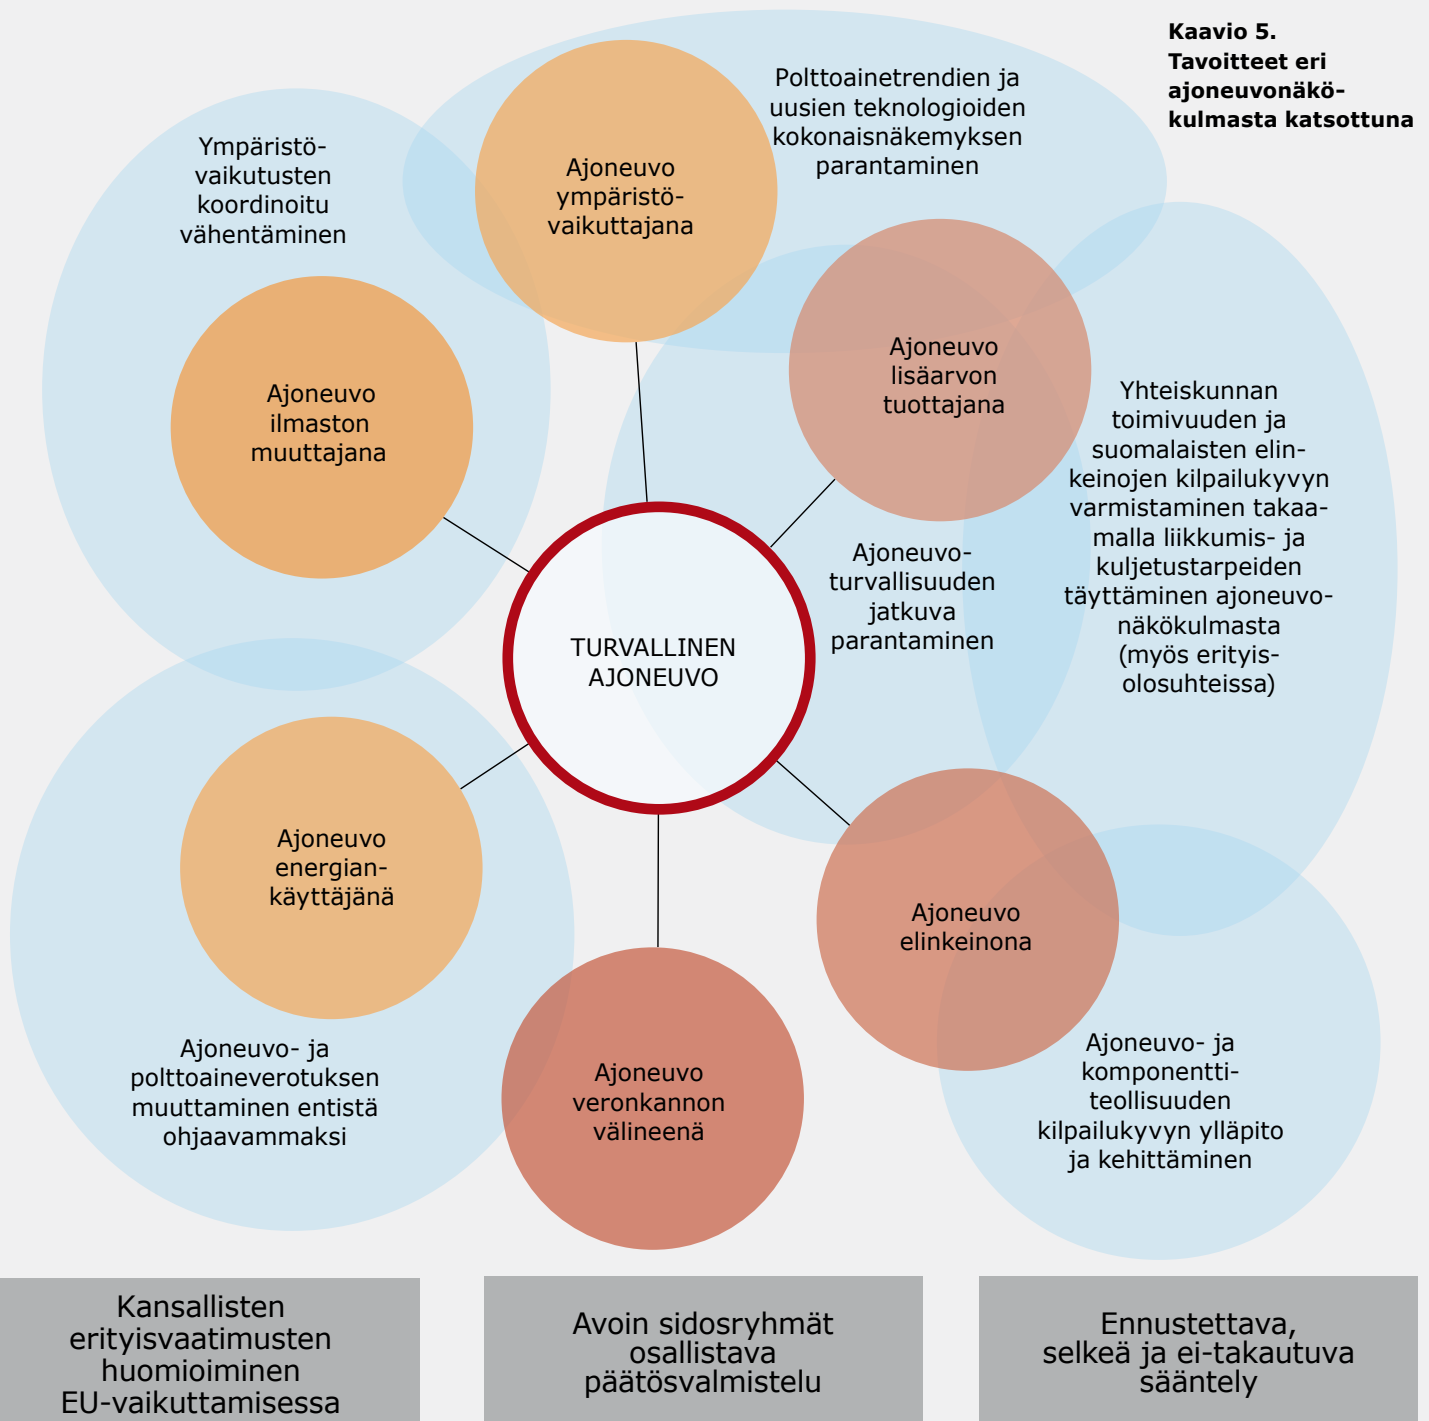 Kaavio 5.
Tavoitteet eri
ajoneuvonäkö-
kulmasta katsottuna
Polttoainetrendien ja
uusien teknologioiden
kokonaisnäkemyksen
parantaminen
Ympäristö-
vaikutusten
koordinoitu
vähentäminen
Ajoneuvo
ympäristö-
vaikuttajana
Ajoneuvo
lisäarvon
tuottajana
Ajoneuvo
ilmaston
muuttajana
Yhteiskunnan
toimivuuden ja
suomalaisten elin-
keinojen kilpailukyvyn
varmistaminen takaa-
malla liikkumis- ja
kuljetustarpeiden
täyttäminen ajoneuvo-
näkökulmasta
(myös erityis-
olosuhteissa)
Ajoneuvo-
turvallisuuden
jatkuva
parantaminen
TURVALLINEN
AJONEUVO
Ajoneuvo
energian-
käyttäjänä
Ajoneuvo
elinkeinona
Ajoneuvo- ja
polttoaineverotuksen
muuttaminen entistä
ohjaavammaksi
Ajoneuvo
veronkannon
välineenä
Ajoneuvo- ja
komponentti-
teollisuuden
kilpailukyvyn ylläpito
ja kehittäminen
Kansallisten
erityisvaatimusten
huomioiminen
EU-vaikuttamisessa
Avoin sidosryhmät
osallistava
päätösvalmistelu
Ennustettava,
selkeä ja ei-takautuva
sääntely